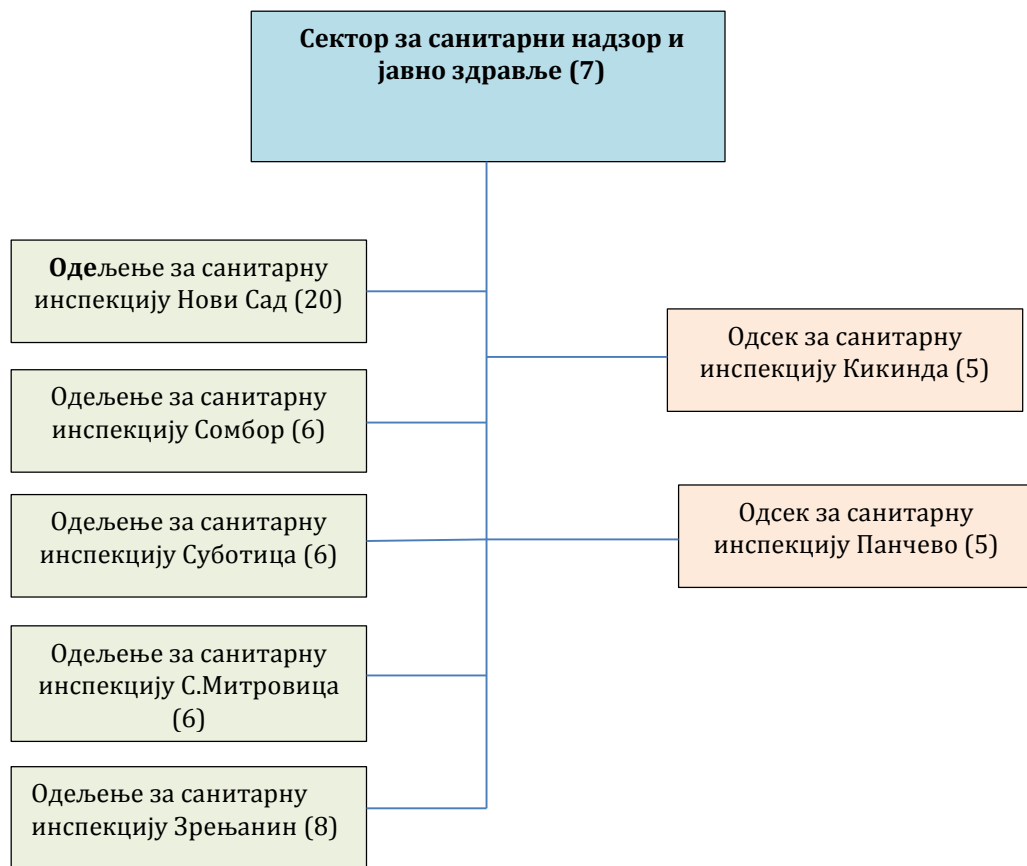 Сектор за санитарни надзор и
јавно здравље (7)
Одељење за санитарну
инспекцију Нови Сад (20)
Одсек за санитарну
инспекцију Кикинда (5)
Одељење за санитарну
инспекцију Сомбор (6)
Одељење за санитарну
инспекцију Суботица (6)
Одсек за санитарну
инспекцију Панчево (5)
Одељење за санитарну
инспекцију С.Митровица
(6)
Одељење за санитарну
инспекцију Зрењанин (8)